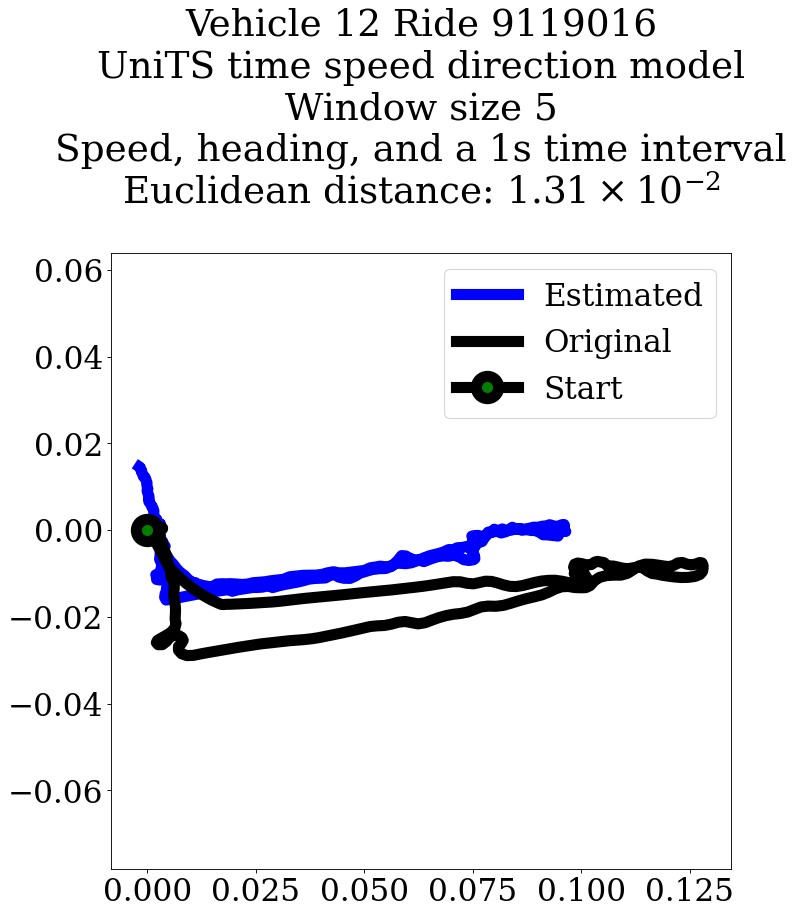 Vehicle 12 Ride 9119016
UniTS time speed direction model
Window size 5
Speed, heading, and a 1s time interval
Euclidean distance: 1.31 × 10⁻²
Estimated
Original
Start
0.06
0.04
0.02
0.00
−0.02
−0.04
−0.06
0.000 0.025 0.050 0.075 0.100 0.125